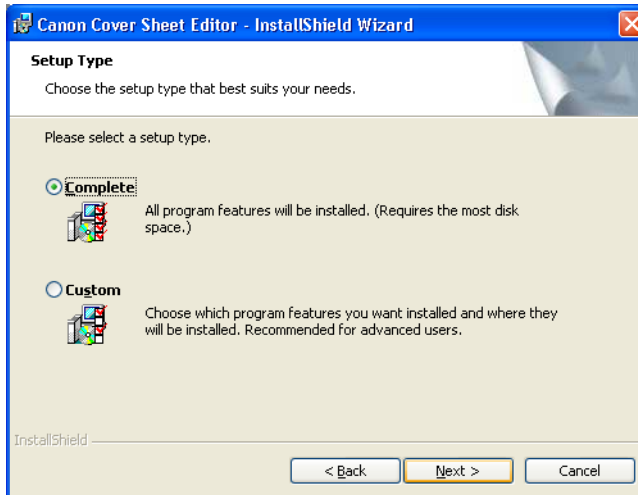 Canon Cover Sheet Editor - InstallShield Wizard
Setup Type
Choose the setup type that best suits your needs.
Please select a setup type.
Complete
All program features will be installed. (Requires the most disk
space.)
Custom
Choose which program features you want installed and where they
will be installed. Recommended for advanced users.
InstallShield
< Back Next > Cancel